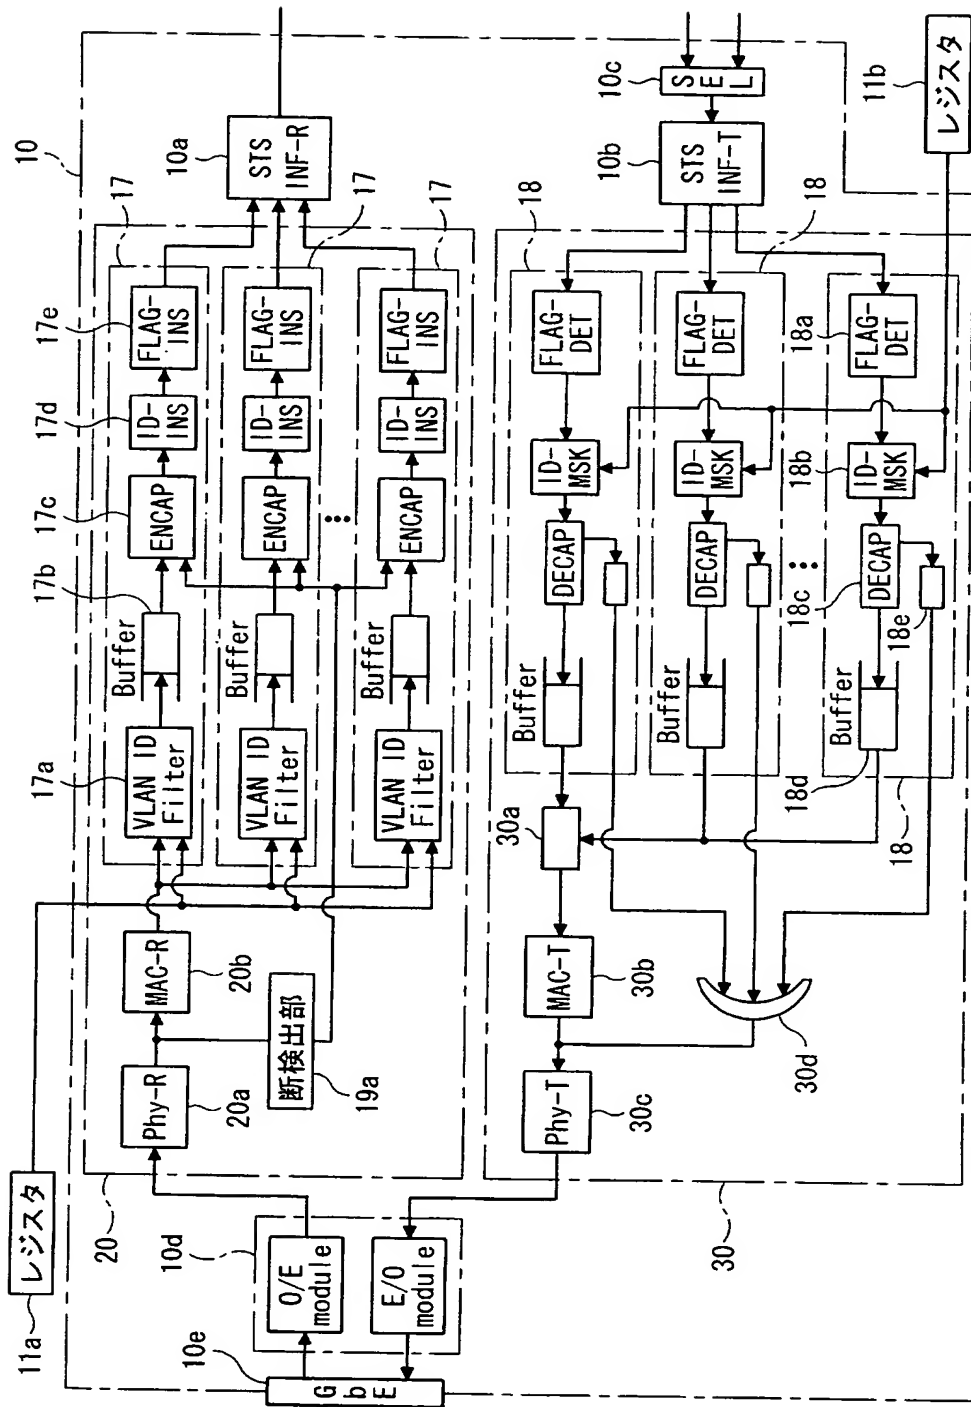 11a
レジスタ
10
20
17
17
17
17a
VLAN ID
Filter
17b
Buffer
17c
ENCAP
17d
ID-
INS
17e
FLAG-
INS
10a
STS
INF-R
VLAN ID
Filter
Buffer
ENCAP
ID-
INS
FLAG-
INS
VLAN ID
Filter
Buffer
ENCAP
ID-
INS
FLAG-
INS
Phy-R
20a
MAC-R
20b
断検出部
19a
10e
GbE
10d
O/E
module
E/O
module
30
Phy-T
30c
MAC-T
30b
30a
30d
18
Buffer
DECAP
ID-
MSK
FLAG-
DET
18
Buffer
DECAP
ID-
MSK
FLAG-
DET
18
Buffer
18d
DECAP
18c
18e
ID-
MSK
18b
FLAG-
DET
18a
STS
INF-T
10b
SEL
10c
11b
レジスタ